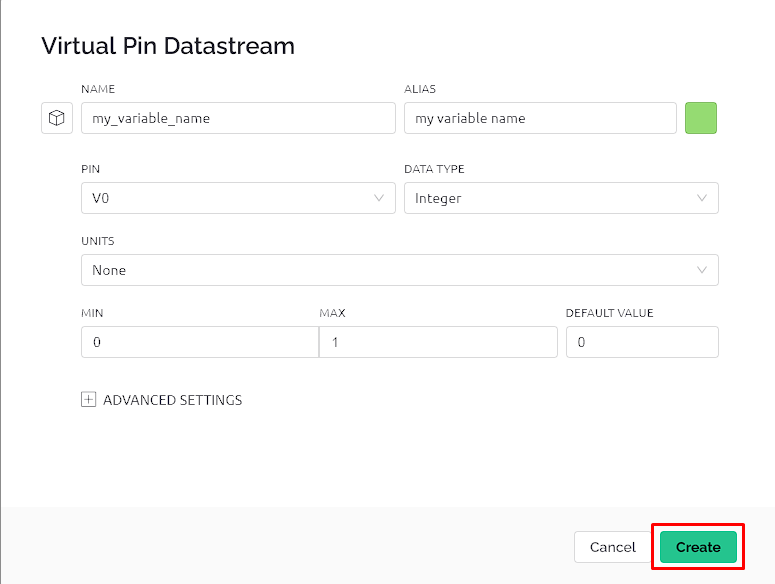 Virtual Pin Datastream
NAME ALIAS
my_variable_name my variable name
PIN DATA TYPE
V0 Integer
UNITS
None
MIN MAX DEFAULT VALUE
0 1 0
ADVANCED SETTINGS
Cancel Create